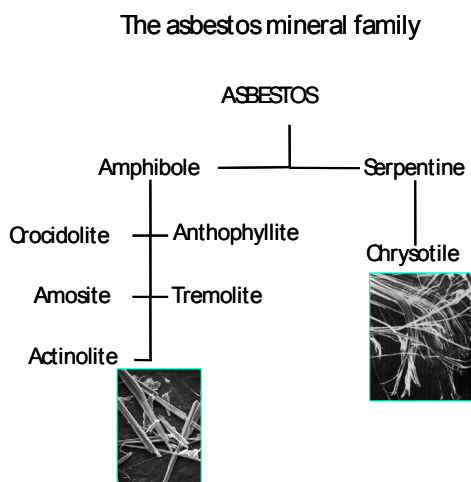 The asbestos mineral family
ASBESTOS
Amphibole
Serpentine
Crocidolite
Anthophyllite
Chrysotile
Amosite
Tremolite
Actinolite